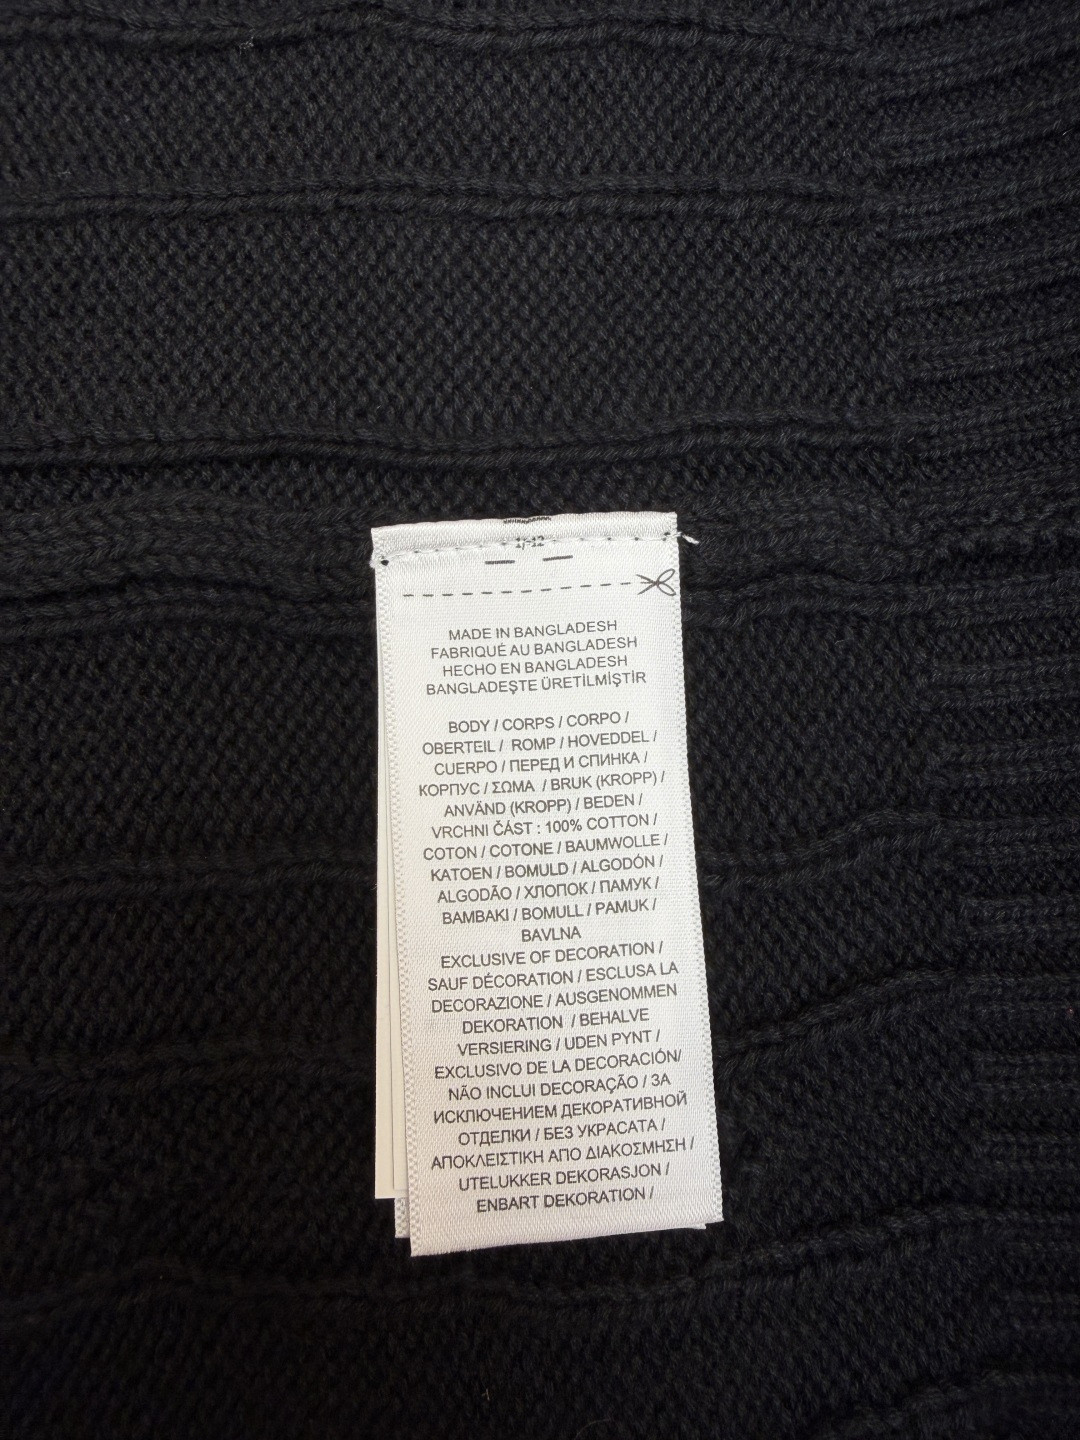 MADE IN BANGLADESH
FABRIQUÉ AU BANGLADESH
HECHO EN BANGLADESH
BANGLADEŞTE ÜRETİLMİŞTİR
BODY / CORPS / CORPO /
OBERTEIL / ROMP / HOVEDDEL /
CUERPO / ПЕРЕД И СПИНКА /
КОРПУС / ΣΩΜΑ / BRUK (KROPP) /
ANVÄND (KROPP) / BEDEN /
VRCHNI ČÁST : 100% COTTON /
COTON / COTONE / BAUMWOLLE /
KATOEN / BOMULD / ALGODÓN /
ALGODÃO / ХЛОПОК / ПАМУК /
BAMBAKI / BOMULL / PAMUK /
BAVLNA
EXCLUSIVE OF DECORATION /
SAUF DÉCORATION / ESCLUSA LA
DECORAZIONE / AUSGENOMMEN
DEKORATION / BEHALVE
VERSIERING / UDEN PYNT /
EXCLUSIVO DE LA DECORACIÓN/
NÃO INCLUI DECORAÇÃO / ЗА
ИСКЛЮЧЕНИЕМ ДЕКОРАТИВНОЙ
ОТДЕЛКИ / БЕЗ УКРАСАТА /
ΑΠΟΚΛΕΙΣΤΙΚΗ ΑΠΟ ΔΙΑΚΟΣΜΗΣΗ /
UTELUKKER DEKORASJON /
ENBART DEKORATION /